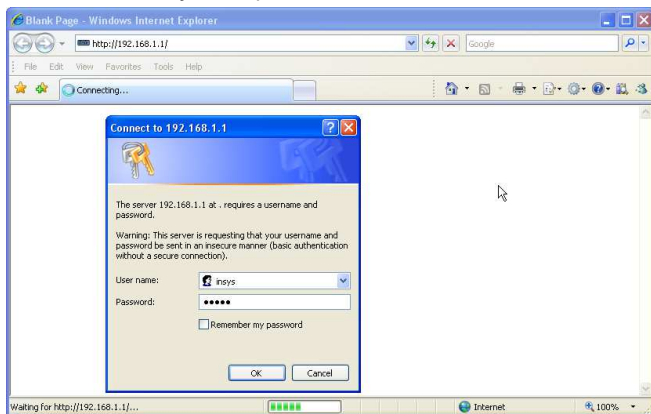 Blank Page - Windows Internet Explorer
http://192.168.1.1/
Google
File Edit View Favorites Tools Help
Connecting...
Connect to 192.168.1.1
The server 192.168.1.1 at . requires a username and
password.
Warning: This server is requesting that your username and
password be sent in an insecure manner (basic authentication
without a secure connection).
User name:
insys
Password:
•••••
Remember my password
OK
Cancel
Waiting for http://192.168.1.1/...
Internet
100%